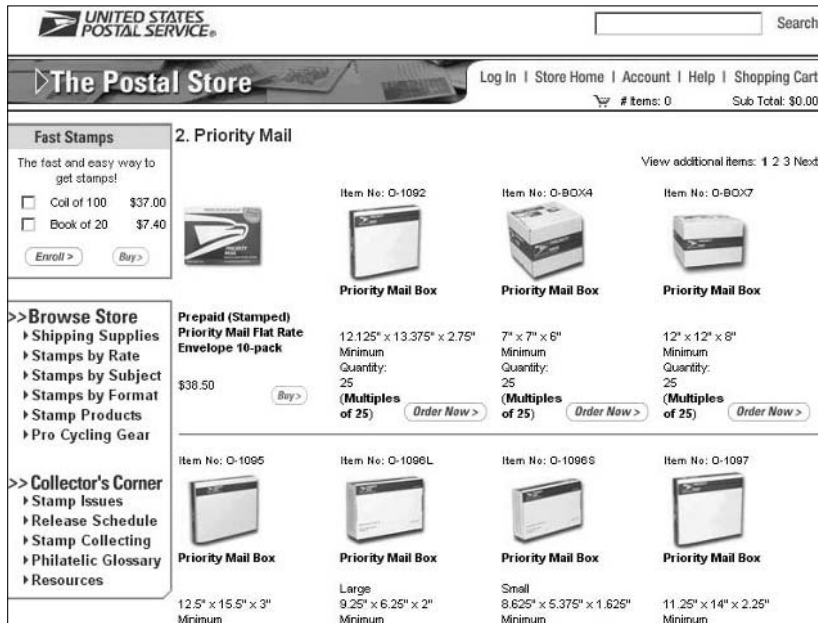 UNITED STATES
POSTAL SERVICE®
Search
The Postal Store
Log In | Store Home | Account | Help | Shopping Cart
# Items: 0 Sub Total: $0.00
Fast Stamps
The fast and easy way to
get stamps!
Coil of 100 $37.00
Book of 20 $7.40
Enroll > Buy>
>>Browse Store
Shipping Supplies
Stamps by Rate
Stamps by Subject
Stamps by Format
Stamp Products
Pro Cycling Gear
>>Collector's Corner
Stamp Issues
Release Schedule
Stamp Collecting
Philatelic Glossary
Resources
2. Priority Mail
View additional items: 1 2 3 Next
PRIORITY
MAIL
Prepaid (Stamped)
Priority Mail Flat Rate
Envelope 10-pack
$38.50
Buy>
Item No: O-1092
Priority Mail Box
12.125" x 13.375" x 2.75"
Minimum
Quantity:
25
(Multiples
of 25) Order Now >
Item No: O-BOX4
Priority Mail Box
7" x 7" x 6"
Minimum
Quantity:
25
(Multiples
of 25) Order Now >
Item No: O-BOX7
Priority Mail Box
12" x 12" x 8"
Minimum
Quantity:
25
(Multiples
of 25) Order Now >
Item No: O-1095
Priority Mail Box
12.5" x 15.5" x 3"
Minimum
Item No: O-1096L
Priority Mail Box
Large
9.25" x 6.25" x 2"
Minimum
Item No: O-1096S
Priority Mail Box
Small
8.625" x 5.375" x 1.625"
Minimum
Item No: O-1097
Priority Mail Box
11.25" x 14" x 2.25"
Minimum